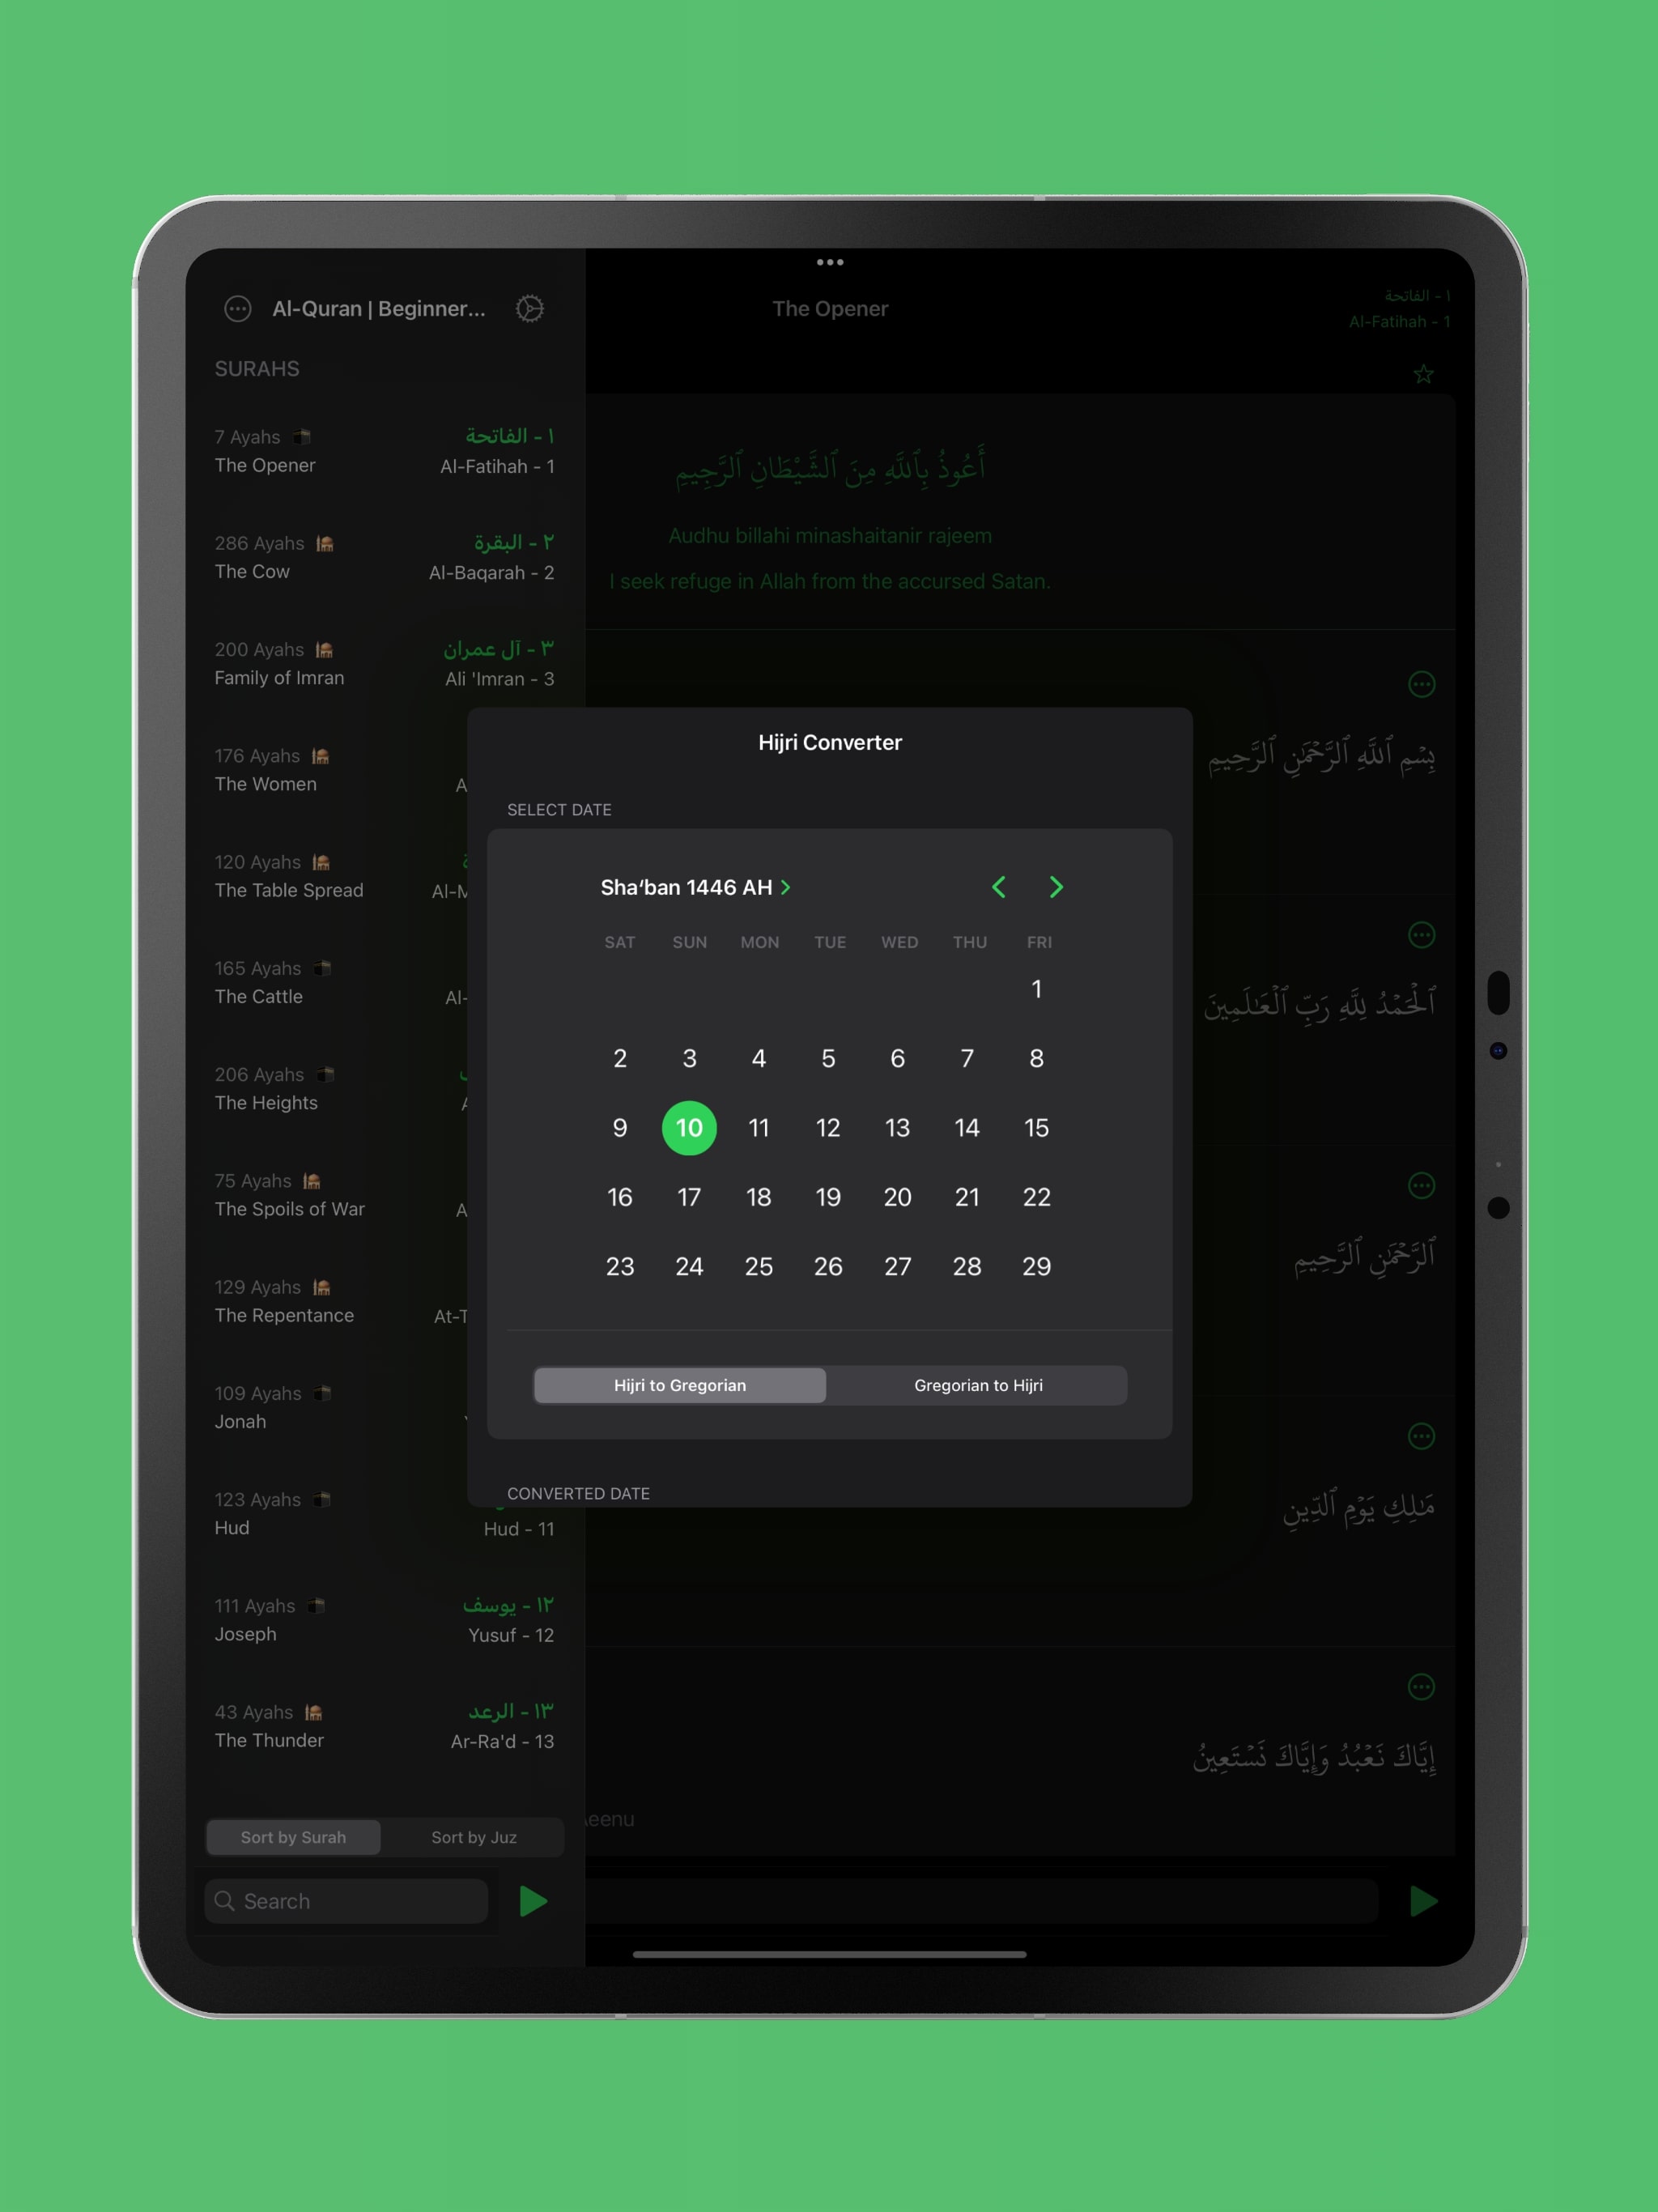 Al-Quran | Beginner...
SURAHS
7 Ayahs
١ - الفاتحة
The Opener
Al-Fatihah - 1
286 Ayahs
٢ - البقرة
The Cow
Al-Baqarah - 2
200 Ayahs
٣ - آل عمران
Family of Imran
Ali 'Imran - 3
176 Ayahs
The Women
A
120 Ayahs
The Table Spread
Al-M
165 Ayahs
The Cattle
Al-
206 Ayahs
The Heights
A
75 Ayahs
The Spoils of War
A
129 Ayahs
The Repentance
At-T
109 Ayahs
Jonah
123 Ayahs
Hud
Hud - 11
111 Ayahs
١٢ - يوسف
Joseph
Yusuf - 12
43 Ayahs
١٣ - الرعد
The Thunder
Ar-Ra'd - 13
Sort by Surah
Sort by Juz
Search
The Opener
١ - الفاتحة
Al-Fatihah - 1
أَعُوذُ بِٱللَّهِ مِنَ ٱلشَّيْطَانِ ٱلرَّجِيمِ
Audhu billahi minashaitanir rajeem
I seek refuge in Allah from the accursed Satan.
بِسْمِ ٱللَّهِ ٱلرَّحْمَٰنِ ٱلرَّحِيمِ
ٱلْحَمْدُ لِلَّهِ رَبِّ ٱلْعَٰلَمِينَ
ٱلرَّحْمَٰنِ ٱلرَّحِيمِ
مَٰلِكِ يَوْمِ ٱلدِّينِ
إِيَّاكَ نَعْبُدُ وَإِيَّاكَ نَسْتَعِينُ
eenu
Hijri Converter
SELECT DATE
Shaʻban 1446 AH
SAT SUN MON TUE WED THU FRI
1
2 3 4 5 6 7 8
9 10 11 12 13 14 15
16 17 18 19 20 21 22
23 24 25 26 27 28 29
Hijri to Gregorian
Gregorian to Hijri
CONVERTED DATE